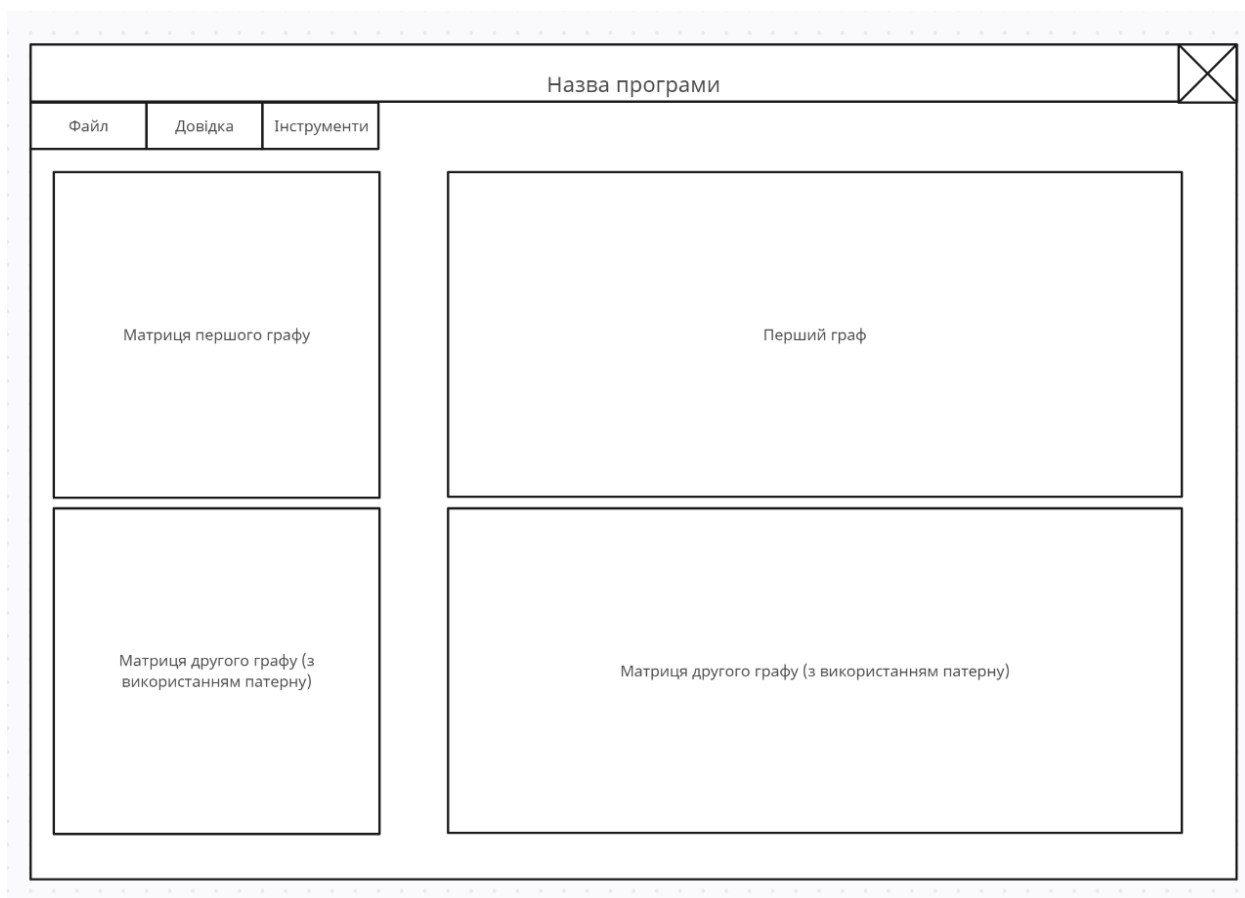 Назва програми
Файл
Довідка
Інструменти
Матриця першого графу
Перший граф
Матриця другого графу (з
використанням патерну)
Матриця другого графу (з використанням патерну)